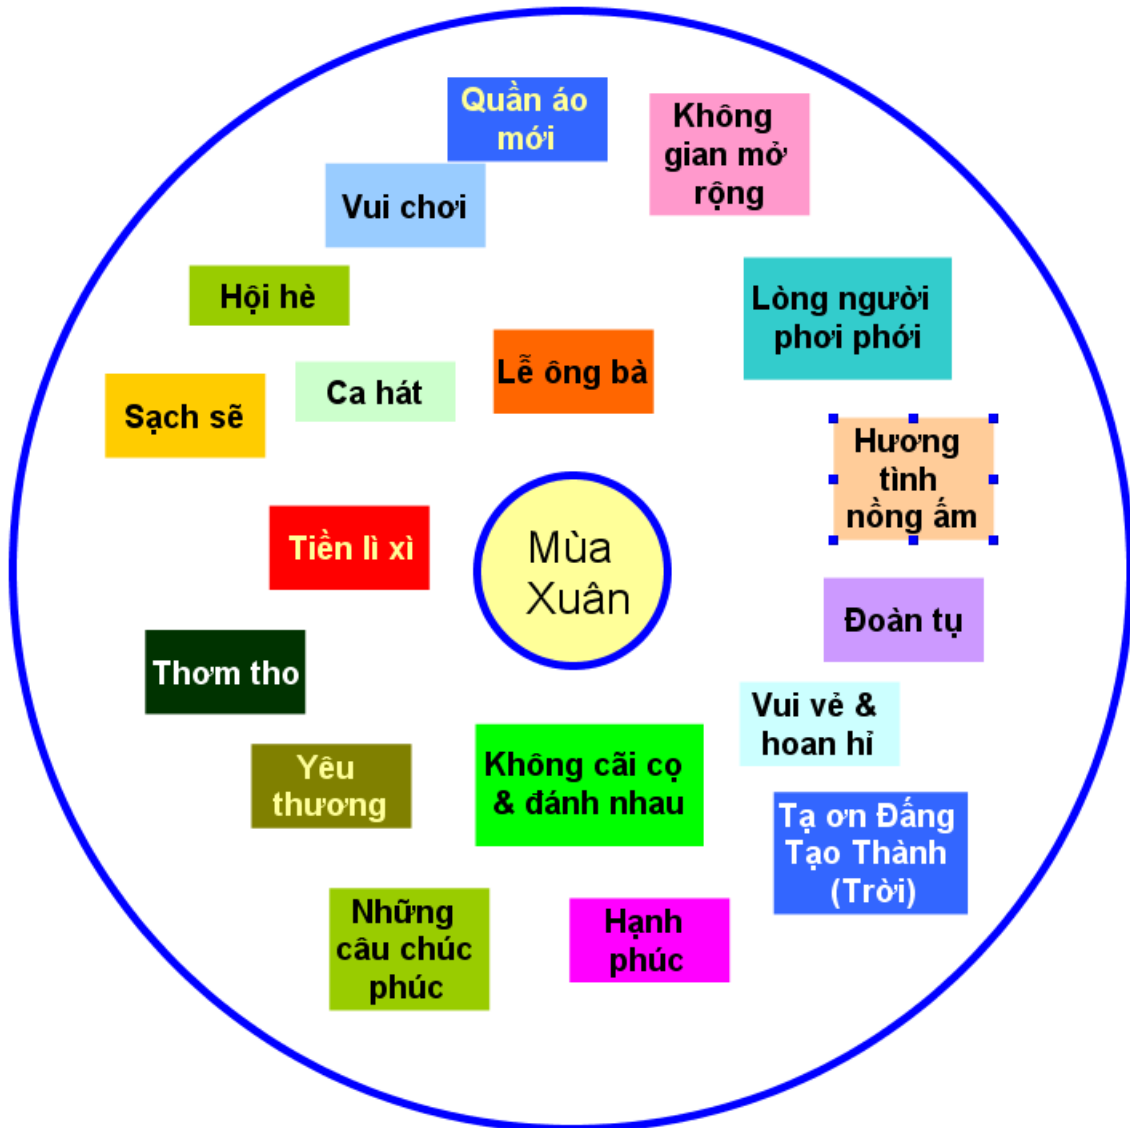 Quần áo
mới
Không
gian mở
rộng
Vui chơi
Hội hè
Lòng người
phơi phới
Lễ ông bà
Ca hát
Sạch sẽ
Hương
tình
nồng ấm
Tiền lì xì
Mùa
Xuân
Đoàn tụ
Thơm tho
Vui vẻ &
hoan hỉ
Không cãi cọ
& đánh nhau
Yêu
thương
Tạ ơn Đấng
Tạo Thành
(Trời)
Những
câu chúc
phúc
Hạnh
phúc